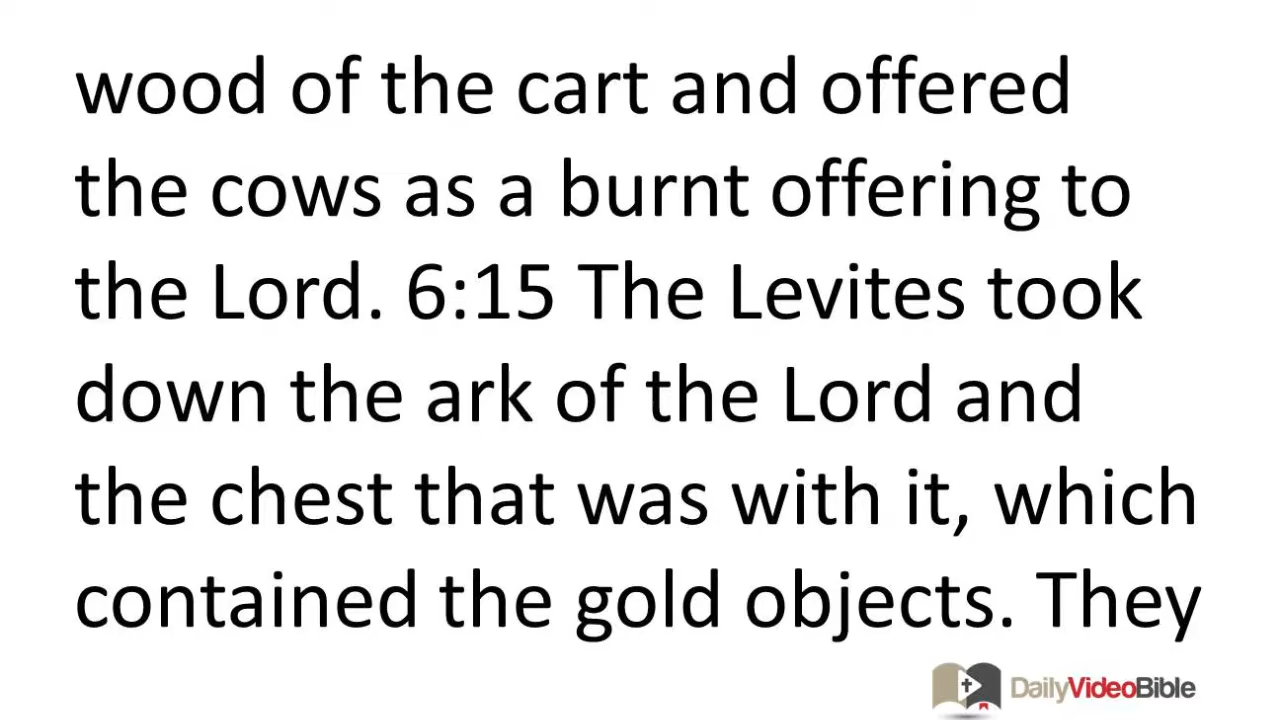 wood of the cart and offered
the cows as a burnt offering to
the Lord. 6:15 The Levites took
down the ark of the Lord and
the chest that was with it, which
contained the gold objects. They
DailyVideoBible